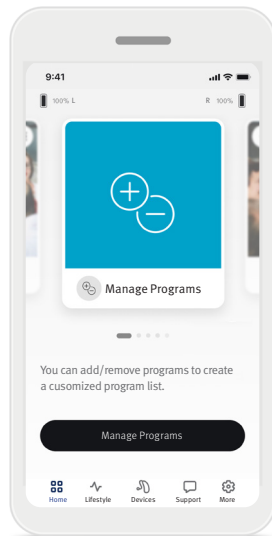 9:41
100% L R 100%
Manage Programs
You can add/remove programs to create
a cusomized program list.
Manage Programs
Home Lifestyle Devices Support More